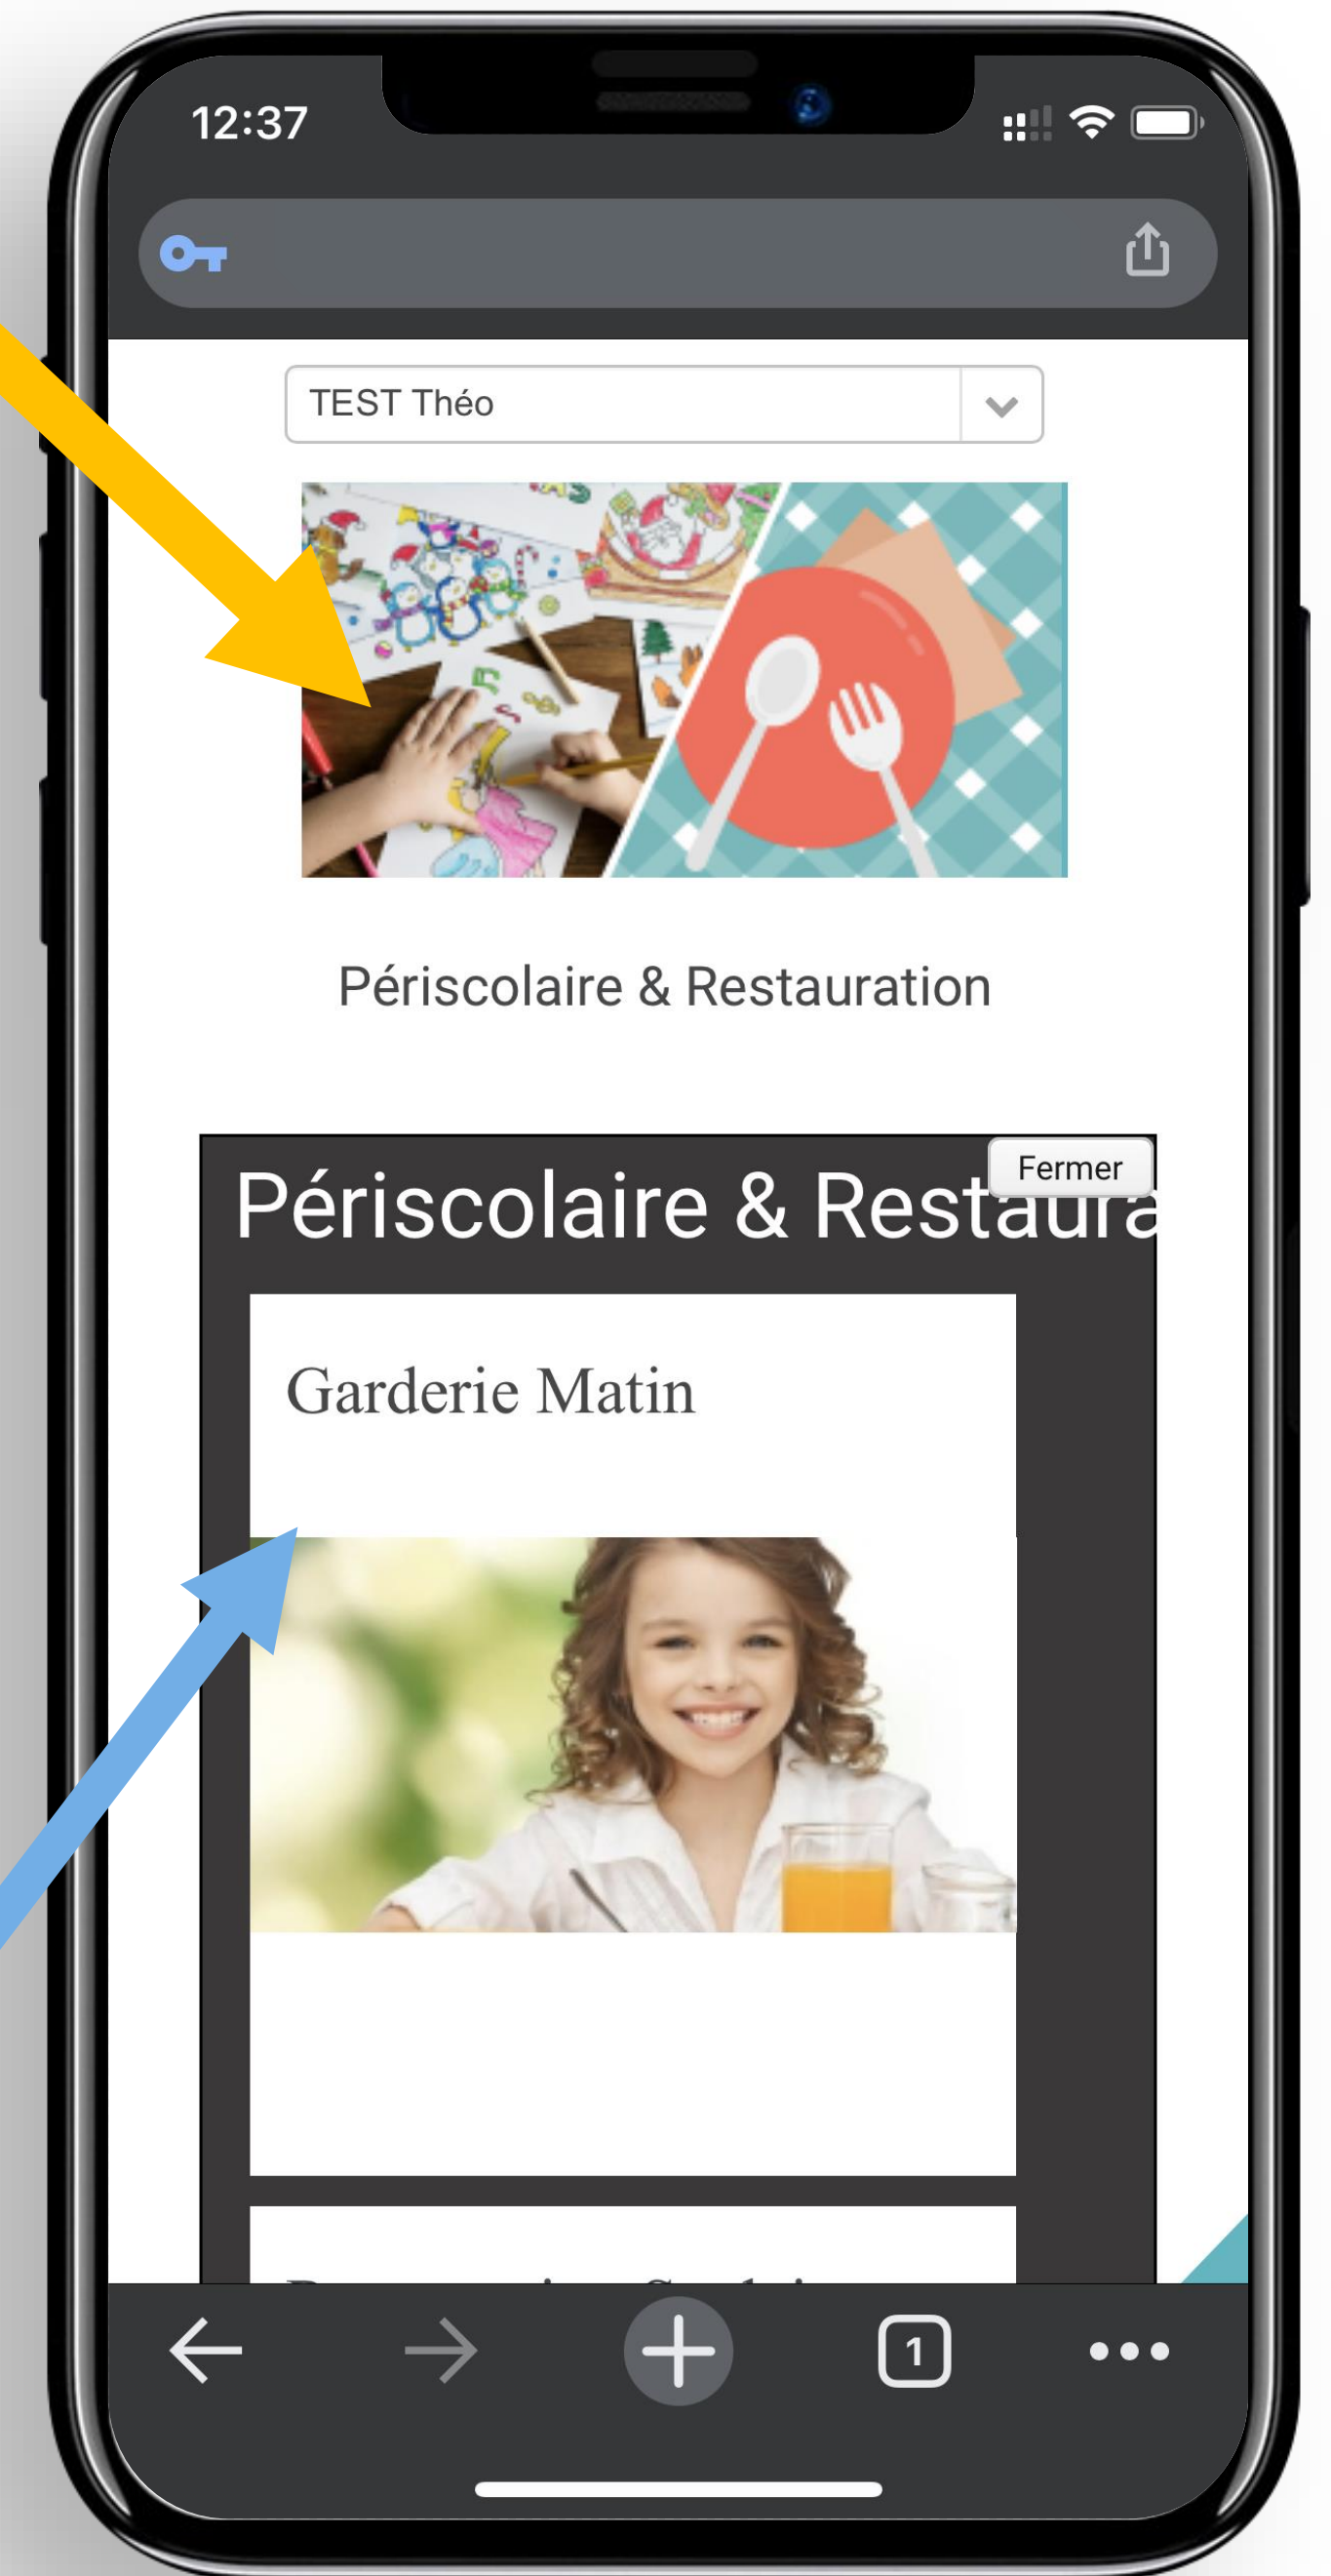 12:37
TEST Théo
Périscolaire & Restauration
Fermer
Périscolaire & Restaura
Garderie Matin
1